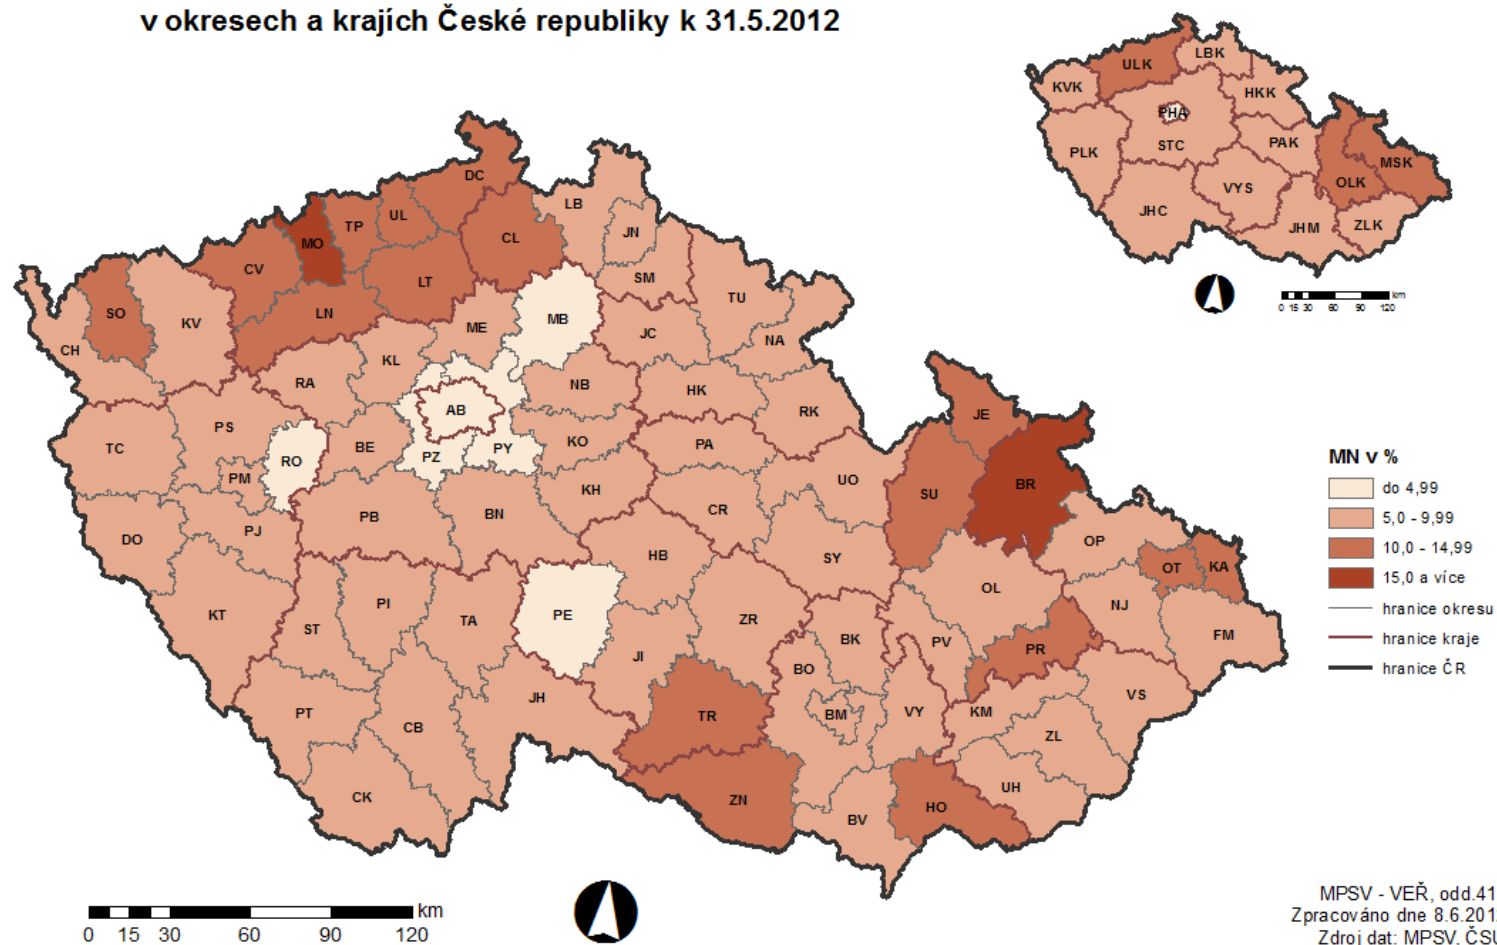 v okresech a krajích České republiky k 31.5.2012
ULK
LBK
KVK
HKK
PHA
PLK
STC
PAK
MSK
OLK
VYS
JHC
JHM
ZLK
km
0 15 30 60 90 120
DC
LB
UL
TP
JN
MO
CL
CV
SM
LT
TU
SO
LN
MB
KV
ME
JC
NA
CH
KL
RA
NB
HK
AB
RK
JE
PS
BE
KO
PA
TC
PZ
PY
RO
PM
UO
BR
KH
SU
PB
BN
CR
PJ
DO
OP
HB
SY
OT
KA
OL
PI
NJ
KT
ST
TA
PE
ZR
FM
BK
PV
PR
JI
BO
VS
JH
PT
TR
BM
VY
KM
CB
ZL
UH
CK
ZN
HO
BV
MN v %
do 4,99
5,0 - 9,99
10,0 - 14,99
15,0 a více
hranice okresu
hranice kraje
hranice ČR
km
0 15 30 60 90 120
MPSV - VEŘ, odd.41
Zpracováno dne 8.6.201
Zdroj dat: MPSV, ČSÚ